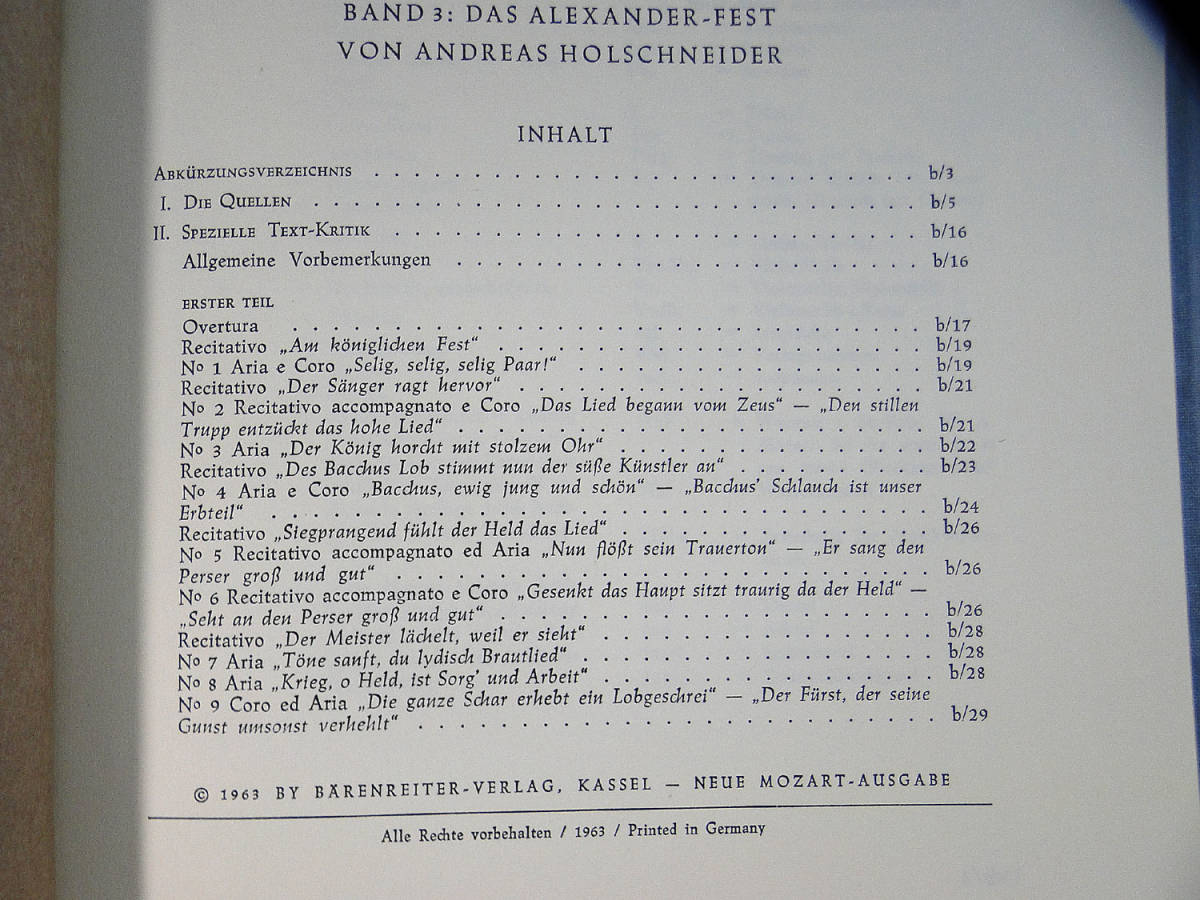 BAND 3: DAS ALEXANDER-FEST
VON ANDREAS HOLSCHNEIDER
INHALT
ABKÜRZUNGSVERZEICHNIS . . . . . . . . . . . . . . . . . . . . . . . . . . . b/3
I. DIE QUELLEN . . . . . . . . . . . . . . . . . . . . . . . . . . . . . b/5
II. SPEZIELLE TEXT-KRITIK . . . . . . . . . . . . . . . . . . . . . . . . . . b/16
Allgemeine Vorbemerkungen . . . . . . . . . . . . . . . . . . . . . . . b/16
ERSTER TEIL
Overtura . . . . . . . . . . . . . . . . . . . . . . . . . . . . . . b/17
Recitativo „Am königlichen Fest“ . . . . . . . . . . . . . . . . . . . . . b/19
No 1 Aria e Coro „Selig, selig, selig Paar!“ . . . . . . . . . . . . . . . . . b/19
Recitativo „Der Sänger ragt hervor“ . . . . . . . . . . . . . . . . . . . . b/21
No 2 Recitativo accompagnato e Coro „Das Lied begann vom Zeus“ — „Den stillen
Trupp entzückt das hohe Lied“ . . . . . . . . . . . . . . . . . . . . . . . b/21
No 3 Aria „Der König horcht mit stolzem Ohr“ . . . . . . . . . . . . . . . b/22
Recitativo „Des Bacchus Lob stimmt nun der süße Künstler an“ . . . . . . . . . b/23
No 4 Aria e Coro „Bacchus, ewig jung und schön“ — „Bacchus’ Schlauch ist unser
Erbteil“ . . . . . . . . . . . . . . . . . . . . . . . . . . . . . . . b/24
Recitativo „Siegprangend fühlt der Held das Lied“ . . . . . . . . . . . . . . . b/26
No 5 Recitativo accompagnato ed Aria „Nun flößt sein Trauerton“ — „Er sang den
Perser groß und gut“ . . . . . . . . . . . . . . . . . . . . . . . . . . b/26
No 6 Recitativo accompagnato e Coro „Gesenkt das Haupt sitzt traurig da der Held“ —
„Seht an den Perser groß und gut“ . . . . . . . . . . . . . . . . . . . . . b/26
Recitativo „Der Meister lächelt, weil er sieht“ . . . . . . . . . . . . . . . . b/28
No 7 Aria „Töne sanft, du lydisch Brautlied“ . . . . . . . . . . . . . . . . . b/28
No 8 Aria „Krieg, o Held, ist Sorg’ und Arbeit“ . . . . . . . . . . . . . . . . b/28
No 9 Coro ed Aria „Die ganze Schar erhebt ein Lobgeschrei“ — „Der Fürst, der seine
Gunst umsonst verhehlt“ . . . . . . . . . . . . . . . . . . . . . . . . . b/29
© 1963 BY BÄRENREITER-VERLAG, KASSEL — NEUE MOZART-AUSGABE
Alle Rechte vorbehalten / 1963 / Printed in Germany